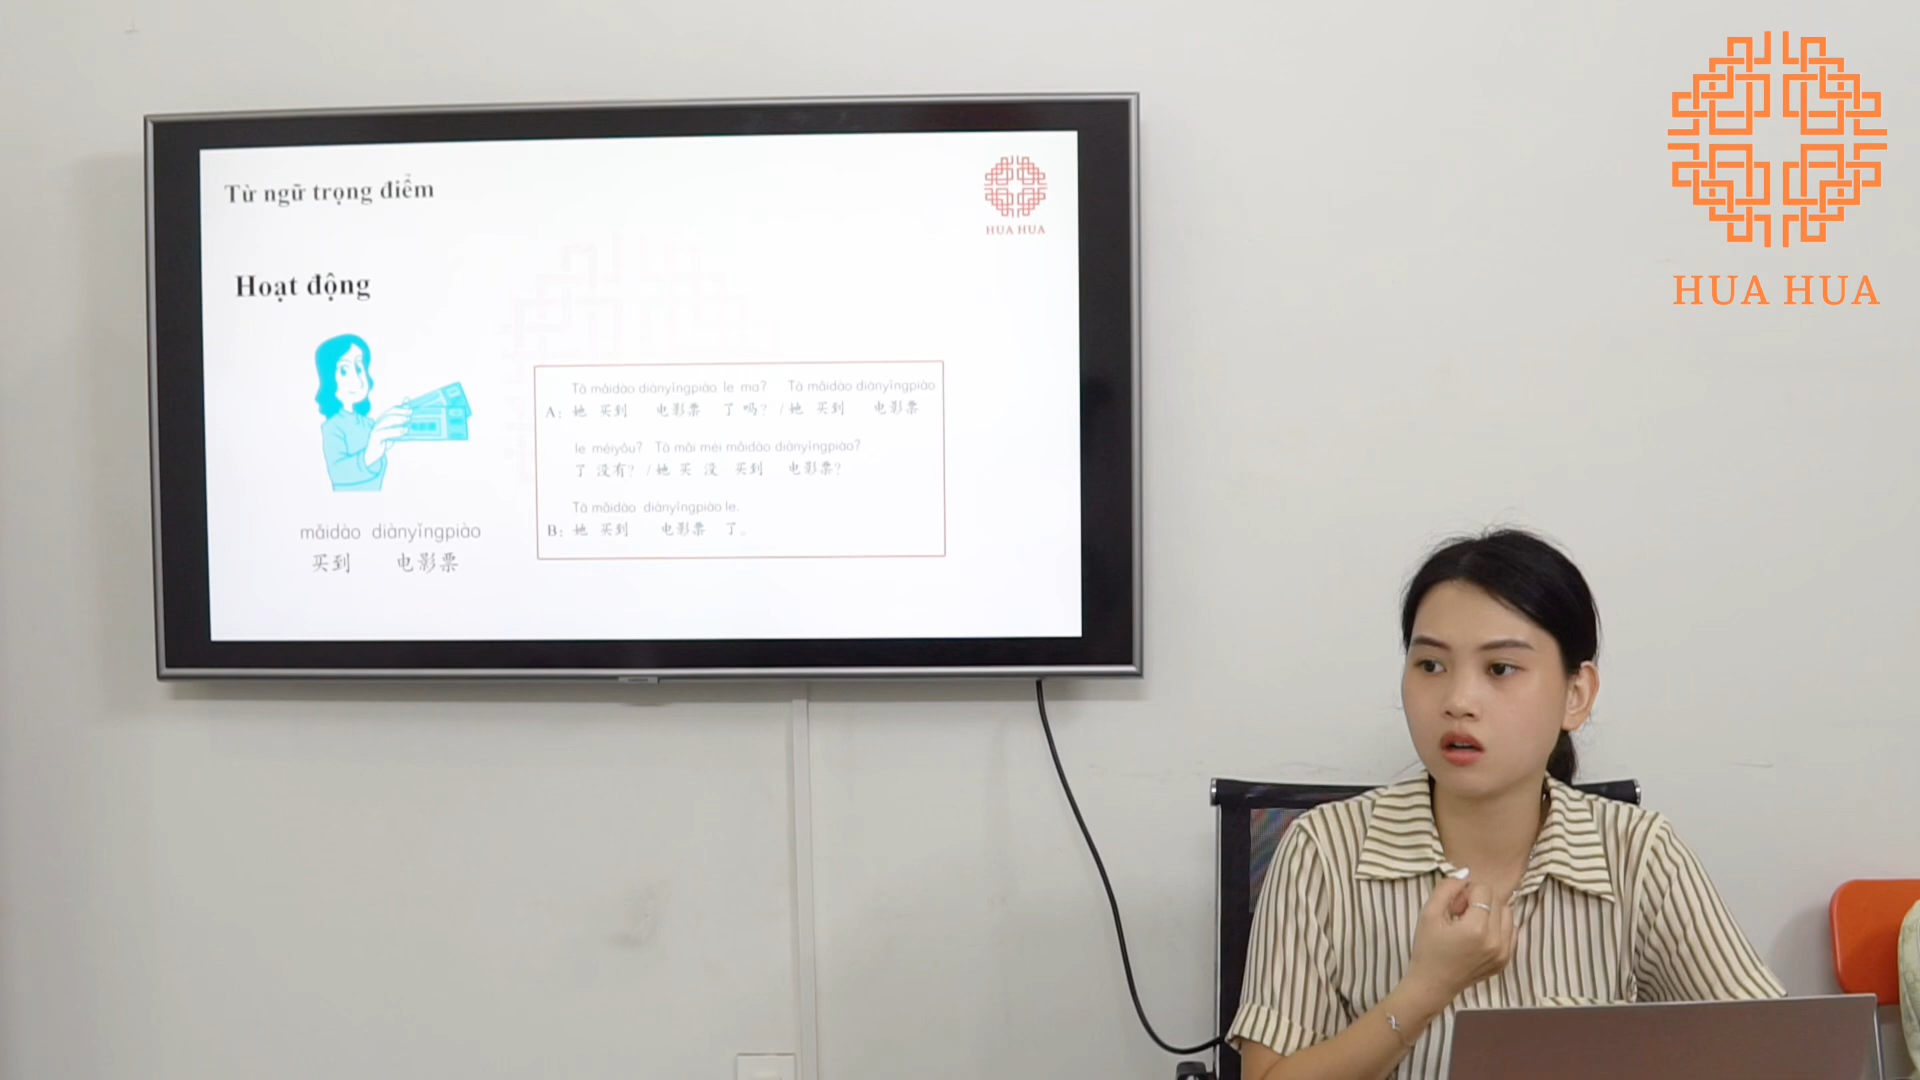 Từ ngữ trọng điểm
HUA HUA
Hoạt động
Tā mǎidào diànyǐngpiào le ma? Tā mǎidào diànyǐngpiào
A: 她 买到 电影票 了 吗? / 她 买到 电影票
le méiyǒu? Tā mǎi méi mǎidào diànyǐngpiào?
了 没有? / 她 买 没 买到 电影票?
Tā mǎidào diànyǐngpiào le.
B: 她 买到 电影票 了。
mǎidào diànyǐngpiào
买到 电影票
HUA HUA